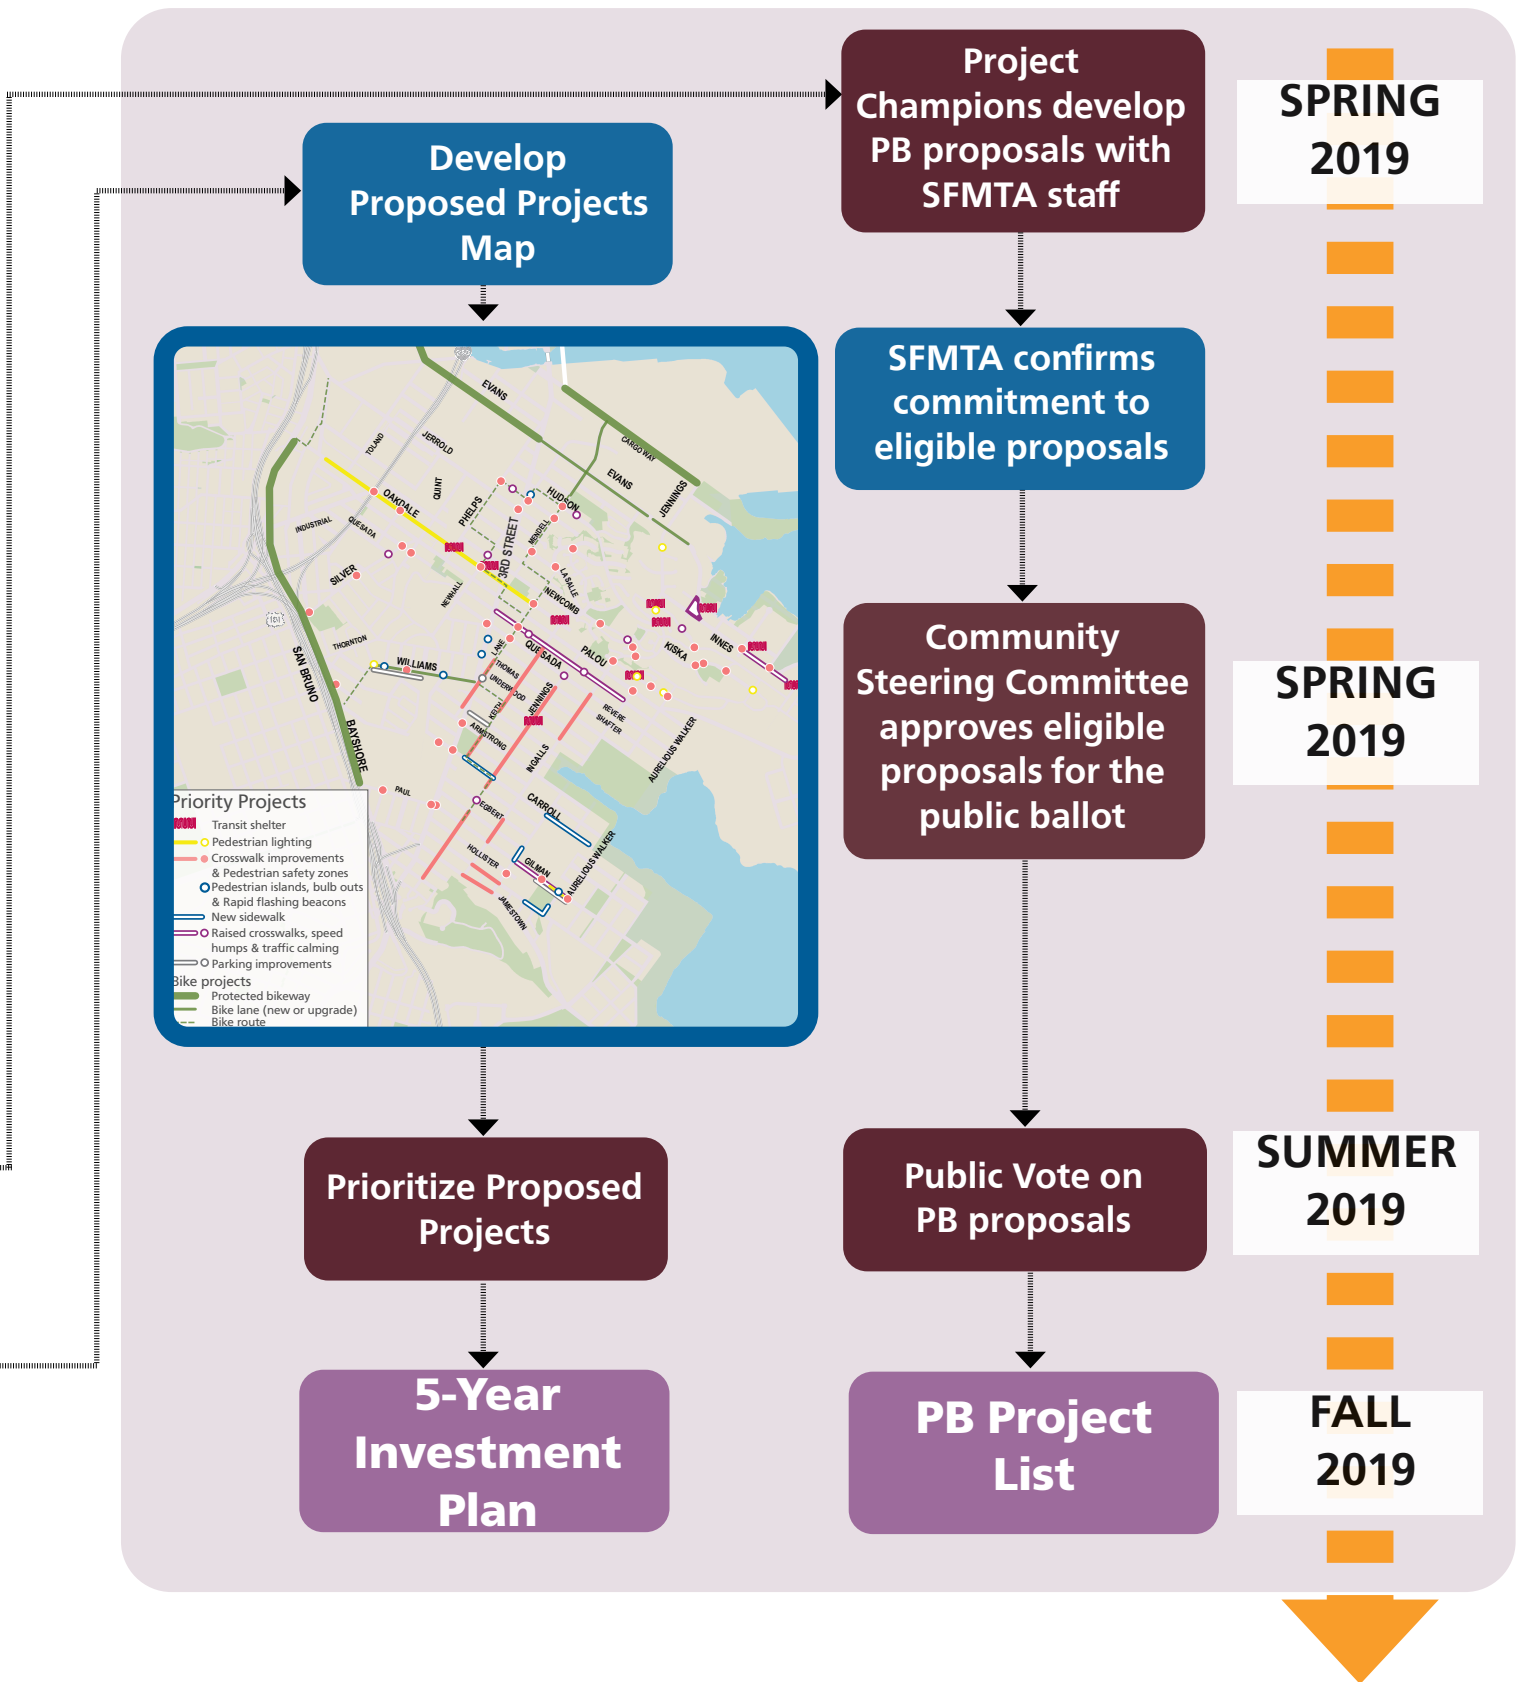 Project
Champions develop
PB proposals with
SFMTA staff
SPRING
2019
Develop
Proposed Projects
Map
SFMTA confirms
commitment to
eligible proposals
EVANS
CARGO WAY
TOLAND
JERROLD
QUINT
EVANS
JENNINGS
OAKDALE
PHELPS
HUDSON
INDUSTRIAL
QUESADA
3RD STREET
MENDELL
SILVER
NEWHALL
LA SALLE
NEWCOMB
101
THORNTON
LANE
QUESADA
PALOU
KISKA
INNES
SAN BRUNO
WILLIAMS
THOMAS
UNDERWOOD
KEITH
JENNINGS
REVERE
SHAFTER
BAYSHORE
ARMSTRONG
INGALLS
AURELIOUS WALKER
PAUL
EGBERT
CARROLL
HOLLISTER
GILMAN
AURELIOUS WALKER
JAMESTOWN
Priority Projects
Transit shelter
Pedestrian lighting
Crosswalk improvements
& Pedestrian safety zones
Pedestrian islands, bulb outs
& Rapid flashing beacons
New sidewalk
Raised crosswalks, speed
humps & traffic calming
Parking improvements
Bike projects
Protected bikeway
Bike lane (new or upgrade)
Bike route
Community
Steering Committee
approves eligible
proposals for the
public ballot
SPRING
2019
Prioritize Proposed
Projects
Public Vote on
PB proposals
SUMMER
2019
5-Year
Investment
Plan
PB Project
List
FALL
2019